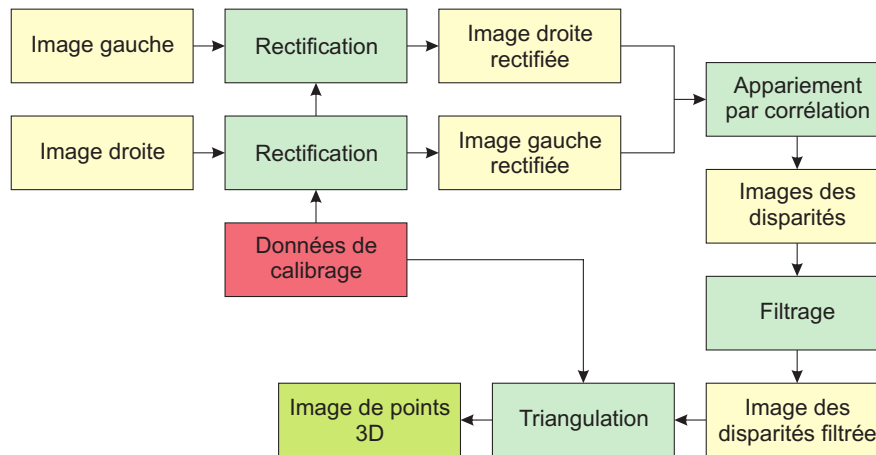 Image gauche
Rectification
Image droite
rectifiée
Appariement
par corrélation
Image droite
Rectification
Image gauche
rectifiée
Images des
disparités
Données de
calibrage
Filtrage
Image de points
3D
Triangulation
Image des
disparités filtrée